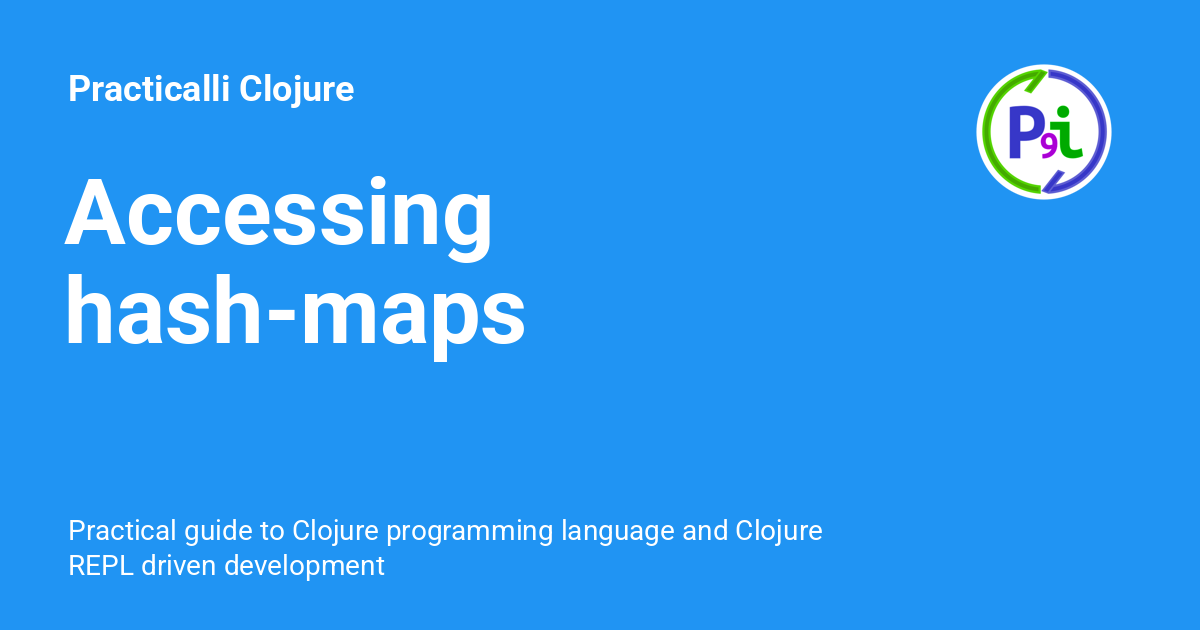 Practicalli Clojure
P9i
Accessing
hash-maps
Practical guide to Clojure programming language and Clojure
REPL driven development